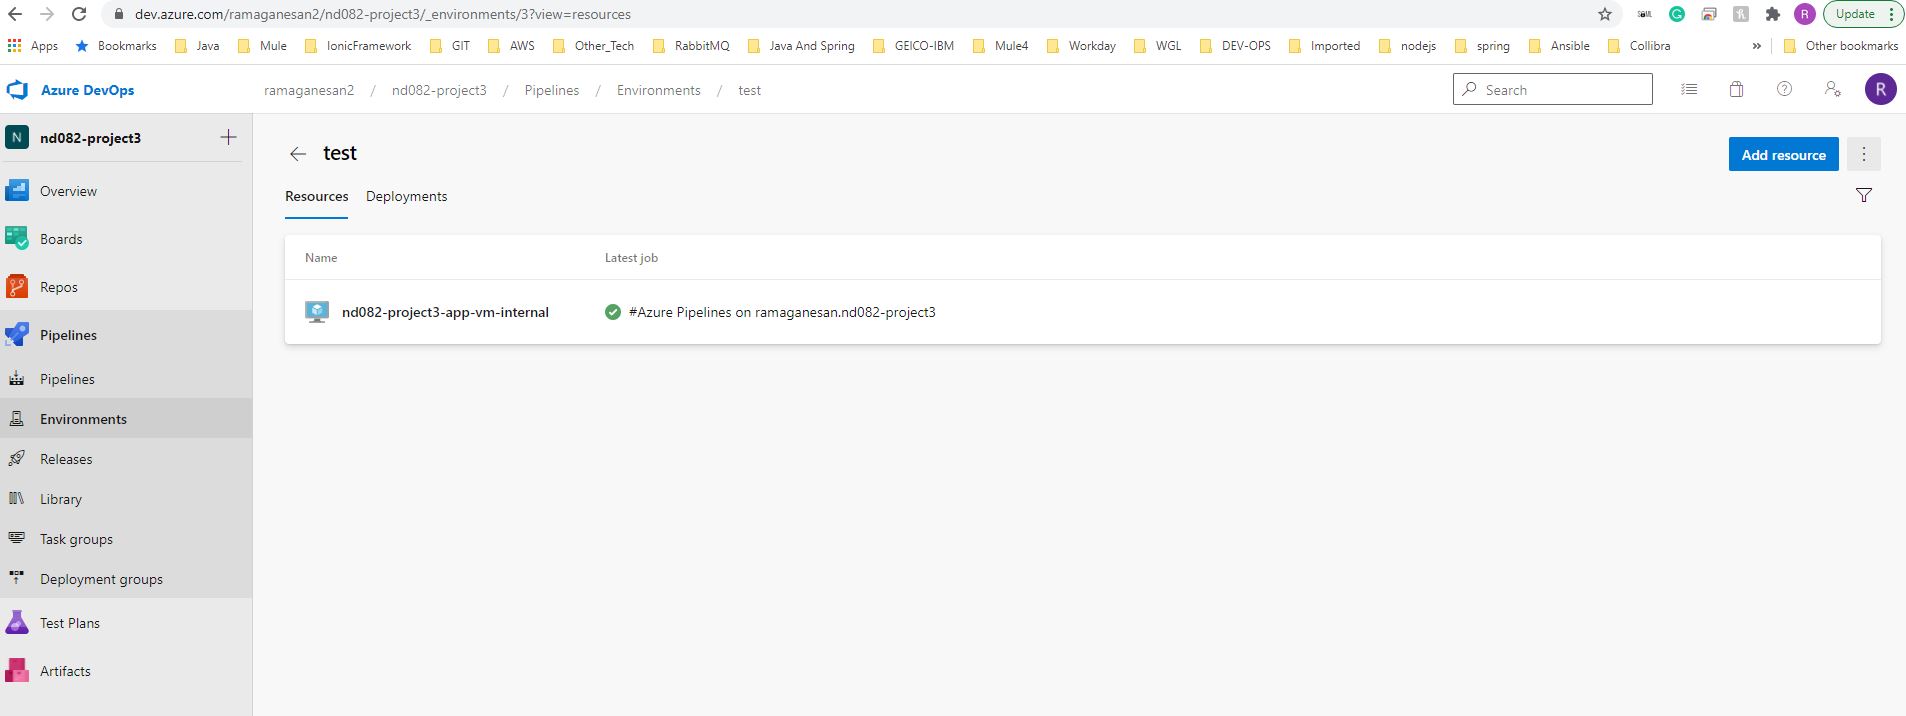 dev.azure.com/ramaganesan2/nd082-project3/_environments/3?view=resources
R
Update
Apps Bookmarks Java Mule IonicFramework GIT AWS Other_Tech RabbitMQ Java And Spring GEICO-IBM Mule4 Workday WGL DEV-OPS Imported nodejs spring Ansible Collibra » Other bookmarks
Azure DevOps ramaganesan2 / nd082-project3 / Pipelines / Environments / test Search R
N nd082-project3
test
Add resource
Overview
Resources Deployments
Boards
Name Latest job
Repos
nd082-project3-app-vm-internal #Azure Pipelines on ramaganesan.nd082-project3
Pipelines
Pipelines
Environments
Releases
Library
Task groups
Deployment groups
Test Plans
Artifacts